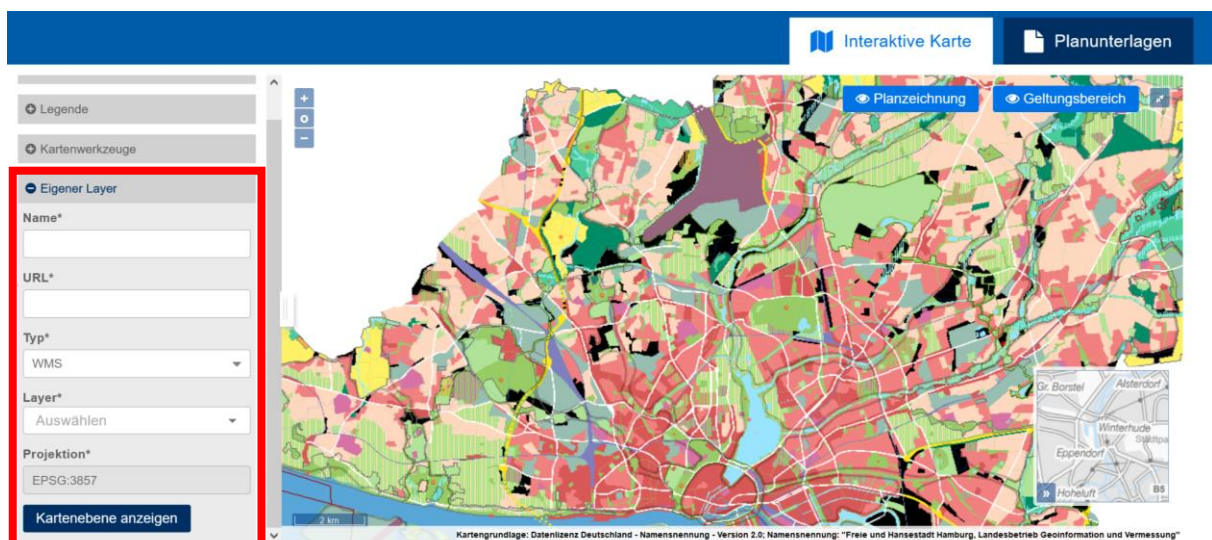 Interaktive Karte
Planunterlagen
Legende
Kartenwerkzeuge
Eigener Layer
Name*
URL*
Typ*
WMS
Layer*
Auswählen
Projektion*
EPSG:3857
Kartenebene anzeigen
+
−
Planzeichnung
Geltungsbereich
Gr. Borstel
Alsterdorf
Winterhude
Eppendorf
Hoheluft
B5
»
2 km
Kartengrundlage: Datenlizenz Deutschland - Namensnennung - Version 2.0; Namensnennung: "Freie und Hansestadt Hamburg, Landesbetrieb Geoinformation und Vermessung"